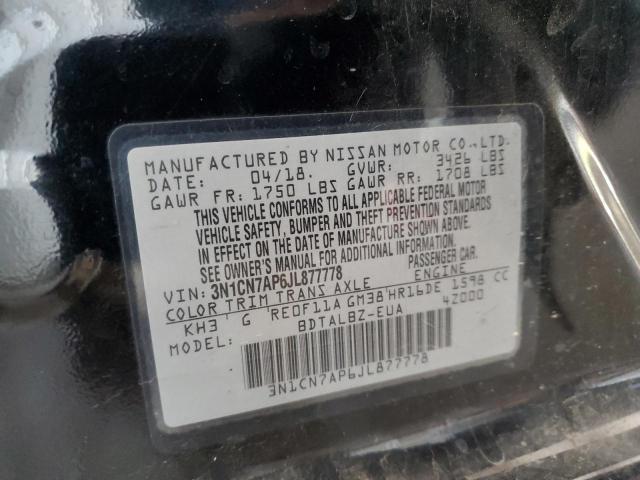 MANUFACTURED BY NISSAN MOTOR CO.,LTD.
DATE: 04/18. GVWR: 3426 LBS
GAWR FR: 1750 LBS GAWR RR: 1708 LBS
THIS VEHICLE CONFORMS TO ALL APPLICABLE FEDERAL MOTOR
VEHICLE SAFETY, BUMPER AND THEFT PREVENTION STANDARDS
IN EFFECT ON THE DATE OF MANUFACTURE SHOWN ABOVE.
SEE OWNER'S MANUAL FOR ADDITIONAL INFORMATION.
VIN: 3N1CN7AP6JL877778 PASSENGER CAR.
COLOR TRIM TRANS AXLE ENGINE
KH3 G RE0F11A GM38 HR16DE 1598 CC
MODEL: BDTALBZ-EUA 4Z000
3N1CN7AP6JL877778